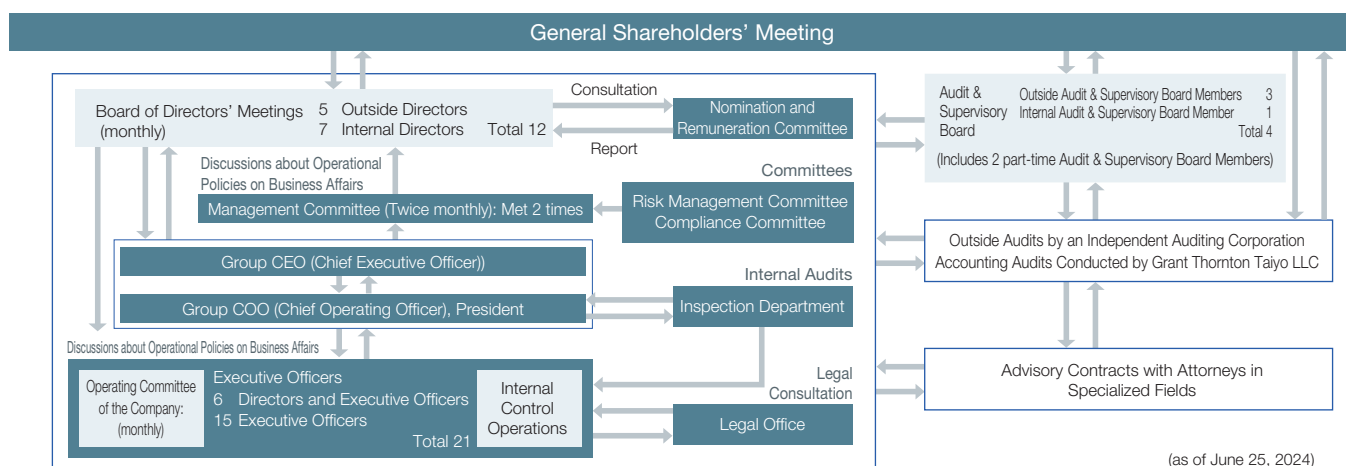 General Shareholders' Meeting
Board of Directors' Meetings
(monthly)
5 Outside Directors
7 Internal Directors Total 12
Consultation
Report
Nomination and
Remuneration Committee
Audit &
Supervisory
Board
Outside Audit & Supervisory Board Members 3
Internal Audit & Supervisory Board Member 1
Total 4
(Includes 2 part-time Audit & Supervisory Board Members)
Discussions about Operational
Policies on Business Affairs
Management Committee (Twice monthly): Met 2 times
Committees
Risk Management Committee
Compliance Committee
Group CEO (Chief Executive Officer))
Group COO (Chief Operating Officer), President
Internal Audits
Inspection Department
Outside Audits by an Independent Auditing Corporation
Accounting Audits Conducted by Grant Thornton Taiyo LLC
Discussions about Operational Policies on Business Affairs
Operating Committee
of the Company:
(monthly)
Executive Officers
6 Directors and Executive Officers
15 Executive Officers
Total 21
Internal
Control
Operations
Legal
Consultation
Legal Office
Advisory Contracts with Attorneys in
Specialized Fields
(as of June 25, 2024)